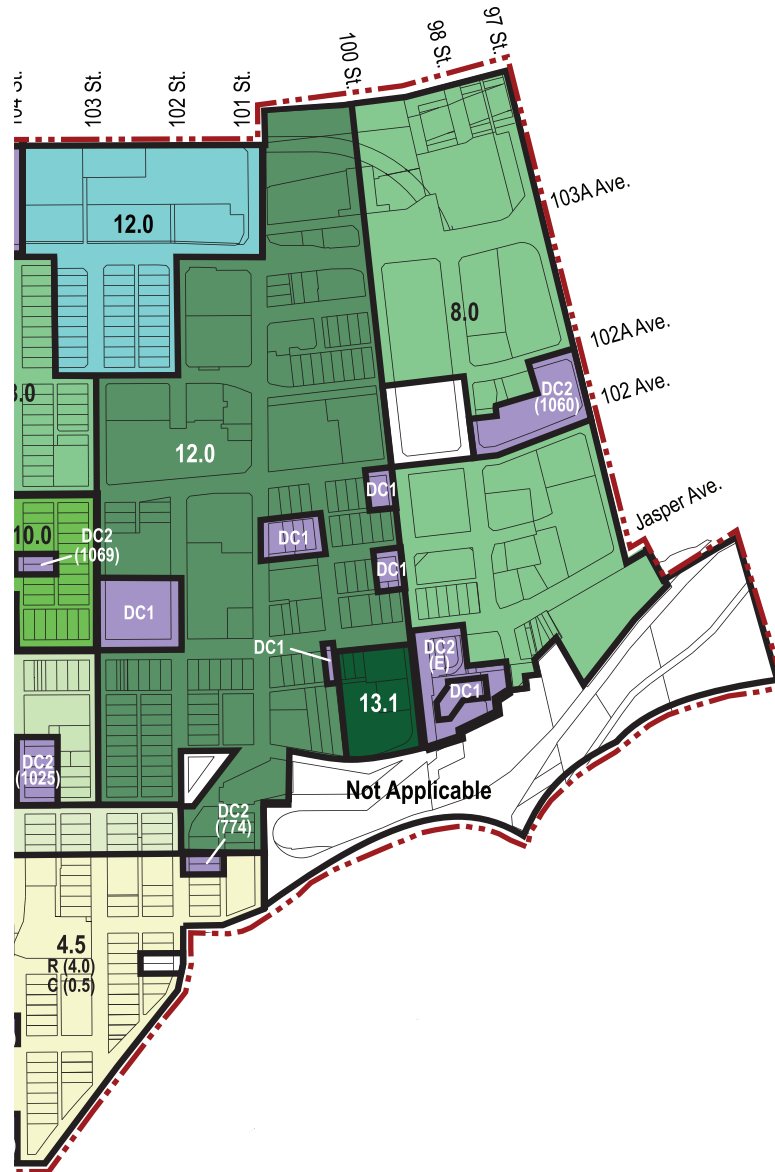 103 St.
102 St.
101 St.
100 St.
98 St.
97 St.
103A Ave.
12.0
8.0
102A Ave.
102 Ave.
DC2
(1060)
12.0
DC1
Jasper Ave.
10.0
DC2
(1069)
DC1
DC1
DC1
DC1
DC2
(E)
DC1
13.1
DC2
(1025)
Not Applicable
DC2
(774)
4.5
R (4.0)
C (0.5)